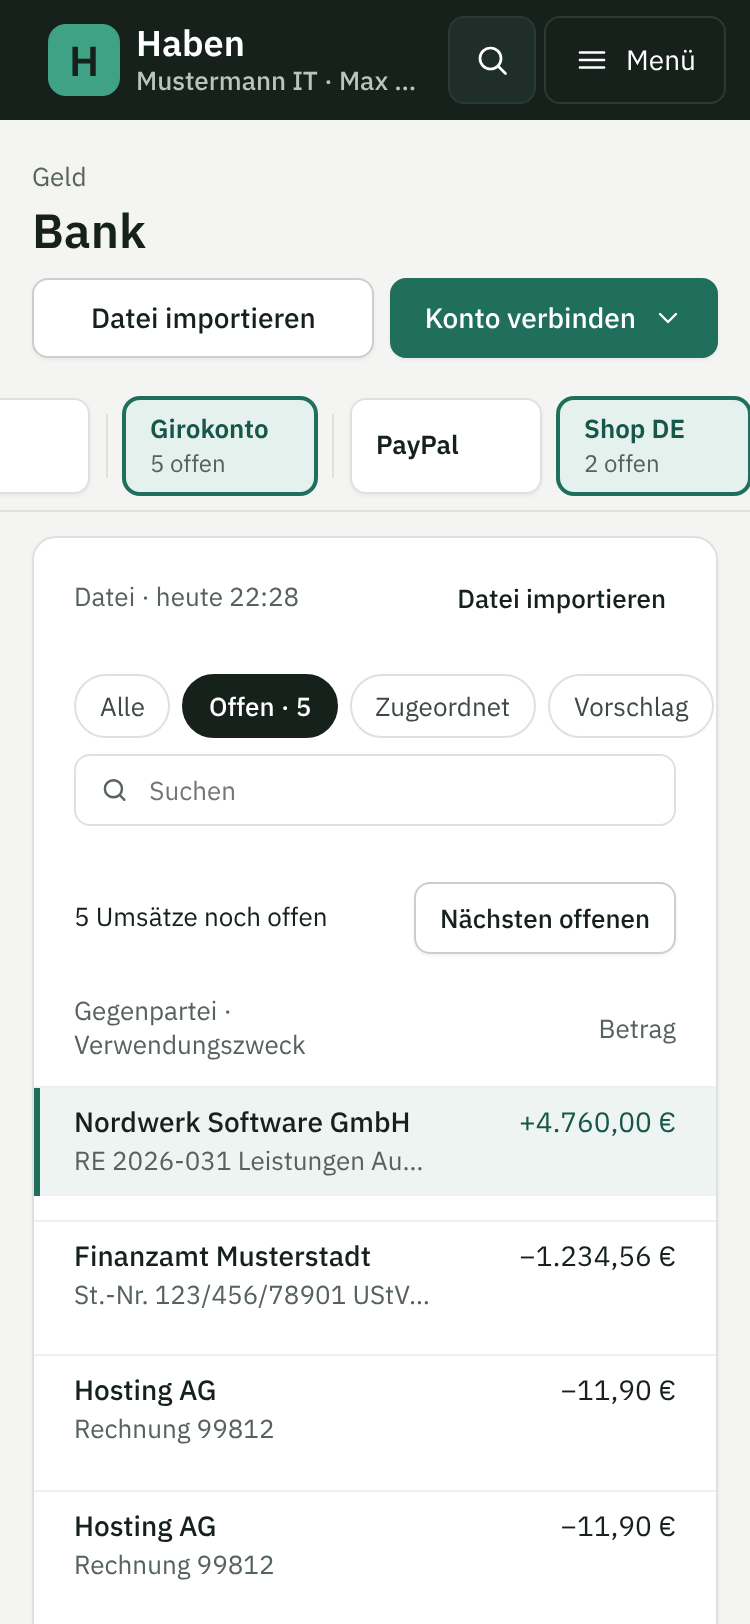 H
Haben
Mustermann IT · Max ...
Menü
Geld
Bank
Datei importieren
Konto verbinden
Girokonto
5 offen
PayPal
Shop DE
2 offen
Datei · heute 22:28
Datei importieren
Alle
Offen · 5
Zugeordnet
Vorschlag
Suchen
5 Umsätze noch offen
Nächsten offenen
Gegenpartei ·
Verwendungszweck
Betrag
Nordwerk Software GmbH
+4.760,00 €
RE 2026-031 Leistungen Au...
Finanzamt Musterstadt
−1.234,56 €
St.-Nr. 123/456/78901 UStV...
Hosting AG
−11,90 €
Rechnung 99812
Hosting AG
−11,90 €
Rechnung 99812